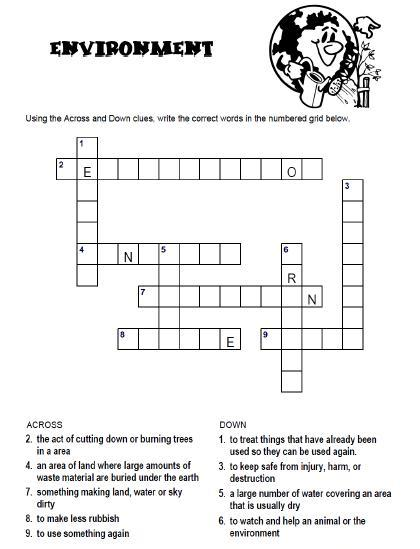 ENVIRONMENT
Using the Across and Down clues, write the correct words in the numbered grid below.
1
2 E O
3
4 N 5 6
R
7 N
8 E 9
ACROSS
2. the act of cutting down or burning trees
in a area
4. an area of land where large amounts of
waste material are buried under the earth
7. something making land, water or sky
dirty
8. to make less rubbish
9. to use something again
DOWN
1. to treat things that have already been
used so they can be used again.
3. to keep safe from injury, harm, or
destruction
5. a large number of water covering an area
that is usually dry
6. to watch and help an animal or the
environment